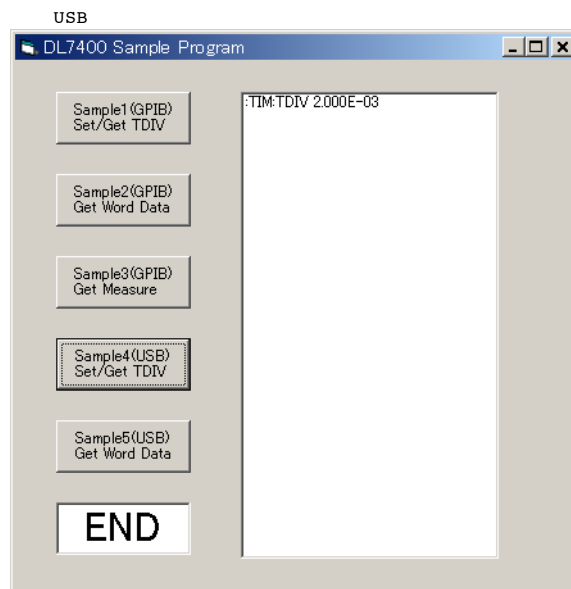 USB
DL7400 Sample Program
Sample1(GPIB)
Set/Get TDIV
:TIM:TDIV 2.000E-03
Sample2(GPIB)
Get Word Data
Sample3(GPIB)
Get Measure
Sample4(USB)
Set/Get TDIV
Sample5(USB)
Get Word Data
END